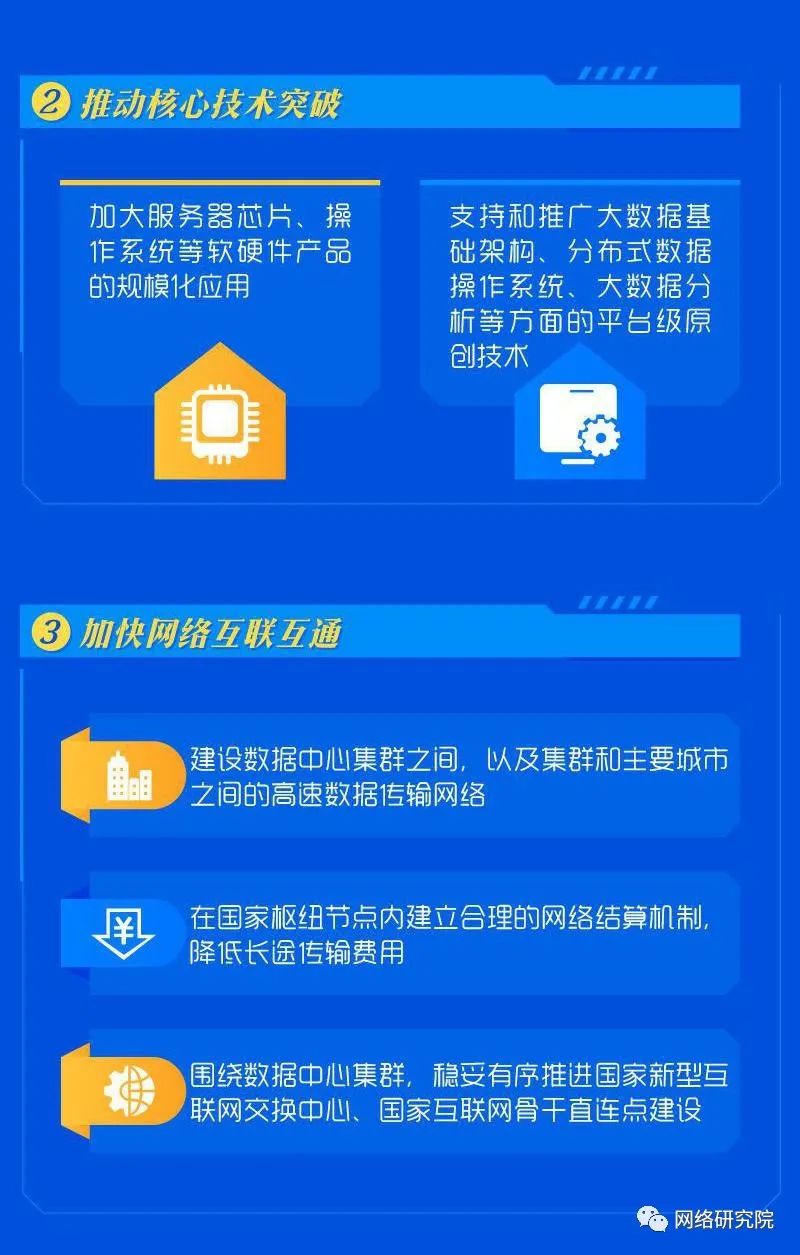 2 推动核心技术突破
加大服务器芯片、操
作系统等软硬件产品
的规模化应用
支持和推广大数据基
础架构、分布式数据
操作系统、大数据分
析等方面的平台级原
创技术
3 加快网络互联互通
建设数据中心集群之间，以及集群和主要城市
之间的高速数据传输网络
¥
在国家枢纽节点内建立合理的网络结算机制，
降低长途传输费用
围绕数据中心集群，稳妥有序推进国家新型互
联网交换中心、国家互联网骨干直连点建设
网络研究院